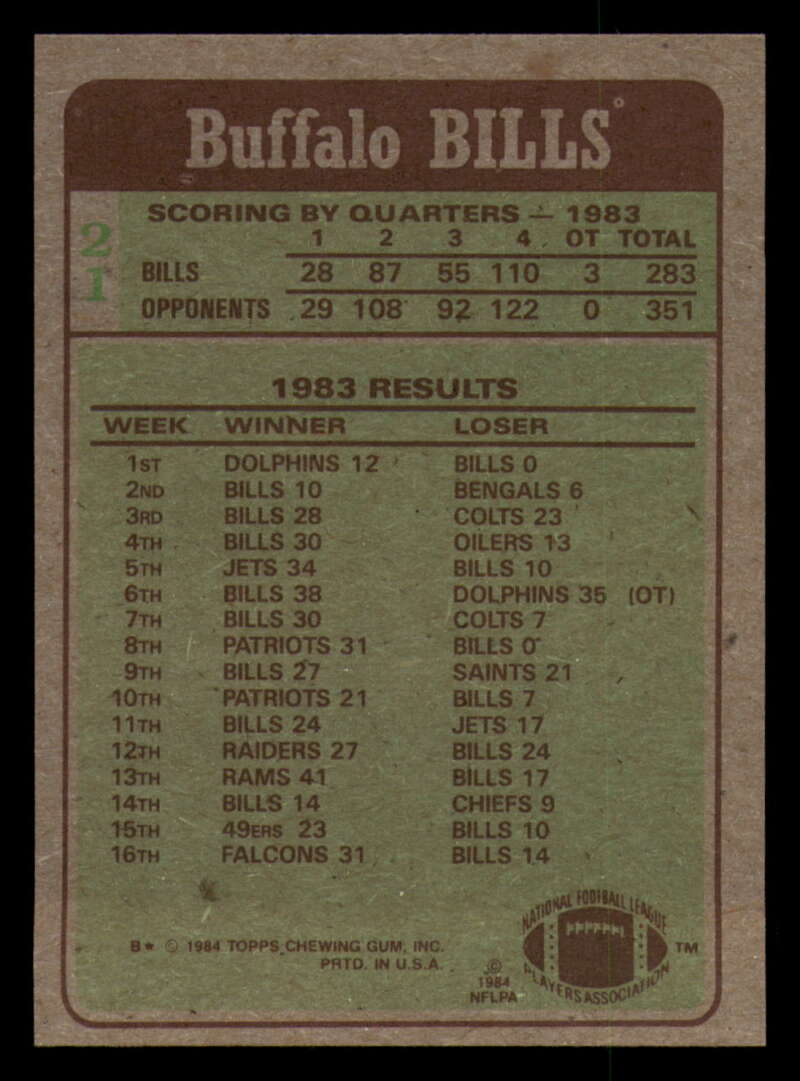 Buffalo BILLS
21
SCORING BY QUARTERS — 1983
1 2 3 4 OT TOTAL
BILLS 28 87 55 110 3 283
OPPONENTS 29 108 92 122 0 351
1983 RESULTS
WEEK WINNER LOSER
1ST DOLPHINS 12 BILLS 0
2ND BILLS 10 BENGALS 6
3RD BILLS 28 COLTS 23
4TH BILLS 30 OILERS 13
5TH JETS 34 BILLS 10
6TH BILLS 38 DOLPHINS 35 (OT)
7TH BILLS 30 COLTS 7
8TH PATRIOTS 31 BILLS 0
9TH BILLS 27 SAINTS 21
10TH PATRIOTS 21 BILLS 7
11TH BILLS 24 JETS 17
12TH RAIDERS 27 BILLS 24
13TH RAMS 41 BILLS 17
14TH BILLS 14 CHIEFS 9
15TH 49ERS 23 BILLS 10
16TH FALCONS 31 BILLS 14
B★ © 1984 TOPPS CHEWING GUM, INC.
PRTD. IN U.S.A.
© 1984 NFLPA
NATIONAL FOOTBALL LEAGUE
PLAYERS ASSOCIATION
TM